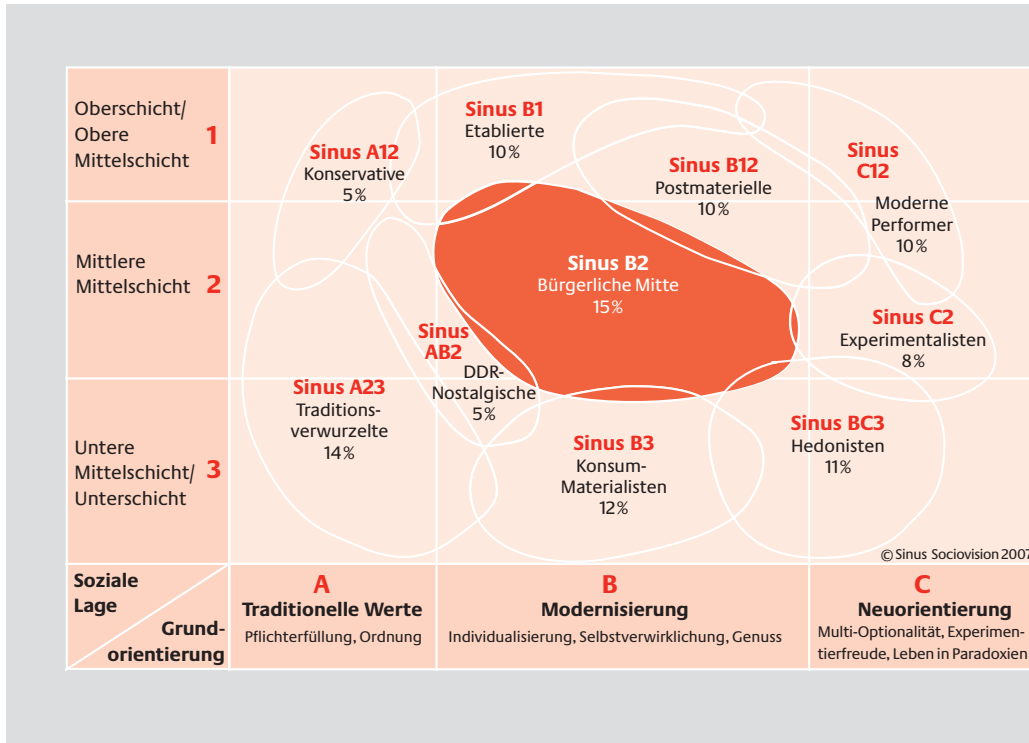 Oberschicht/
Obere
Mittelschicht
1
Sinus A12
Konservative
5%
Sinus B1
Etablierte
10%
Sinus B12
Postmaterielle
10%
Sinus
C12
Moderne
Performer
10%
Mittlere
Mittelschicht
2
Sinus B2
Bürgerliche Mitte
15%
Sinus
AB2
DDR-
Nostalgische
5%
Sinus C2
Experimentalisten
8%
Untere
Mittelschicht/
Unterschicht
3
Sinus A23
Traditions-
verwurzelte
14%
Sinus B3
Konsum-
Materialisten
12%
Sinus BC3
Hedonisten
11%
© Sinus Sociovision 2007
Soziale
Lage
Grund-
orientierung
A
Traditionelle Werte
Pflichterfüllung, Ordnung
B
Modernisierung
Individualisierung, Selbstverwirklichung, Genuss
C
Neuorientierung
Multi-Optionalität, Experimen-
tierfreude, Leben in Paradoxien